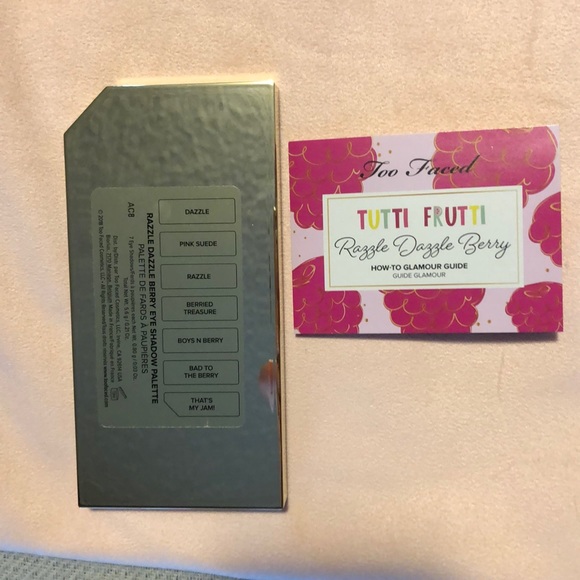 DAZZLE
PINK SUEDE
RAZZLE
BERRIED
TREASURE
BOYS N BERRY
BAD TO
THE BERRY
THAT'S
MY JAM!
RAZZLE DAZZLE BERRY EYE SHADOW PALETTE
PALETTE DE FARDS À PAUPIÈRES
AC8
Too Faced
TUTTI FRUTTI
Razzle Dazzle Berry
HOW-TO GLAMOUR GUIDE
GUIDE GLAMOUR